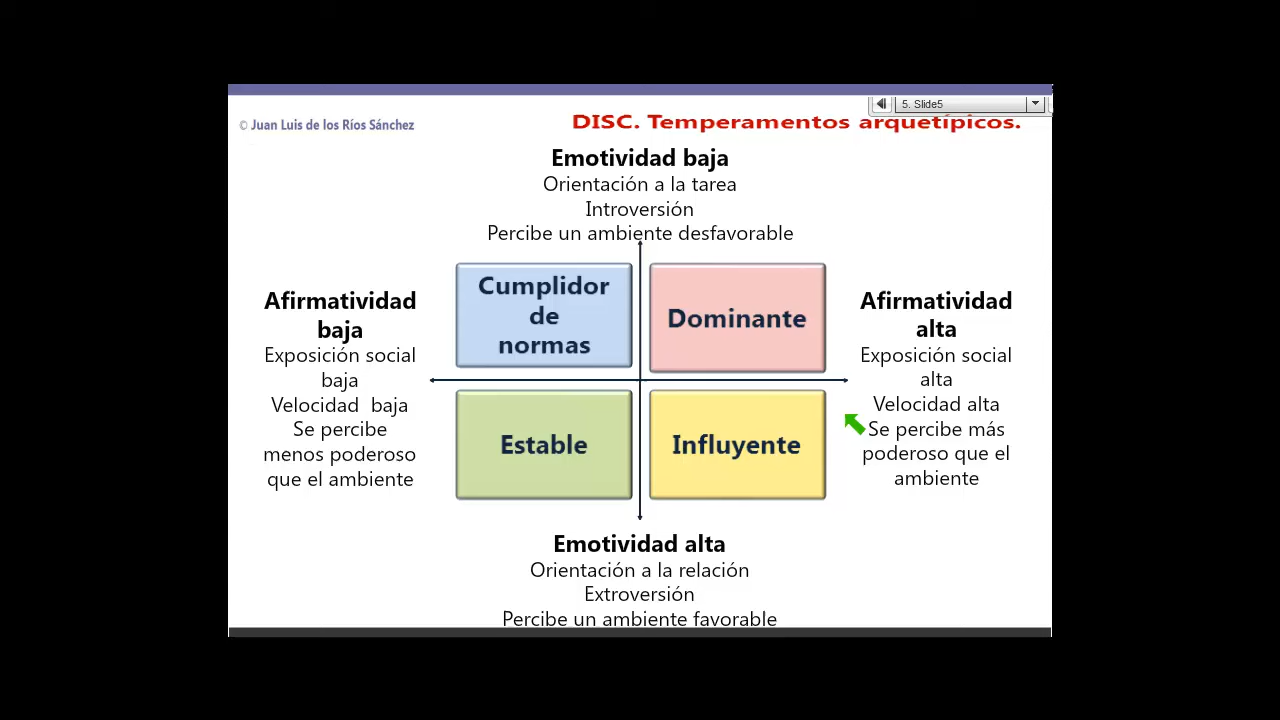 5. Slide5
© Juan Luis de los Ríos Sánchez
DISC. Temperamentos arquetípicos.
Emotividad baja
Orientación a la tarea
Introversión
Percibe un ambiente desfavorable
Afirmatividad
baja
Exposición social
baja
Velocidad baja
Se percibe
menos poderoso
que el ambiente
Cumplidor
de
normas
Dominante
Estable
Influyente
Afirmatividad
alta
Exposición social
alta
Velocidad alta
Se percibe más
poderoso que el
ambiente
Emotividad alta
Orientación a la relación
Extroversión
Percibe un ambiente favorable